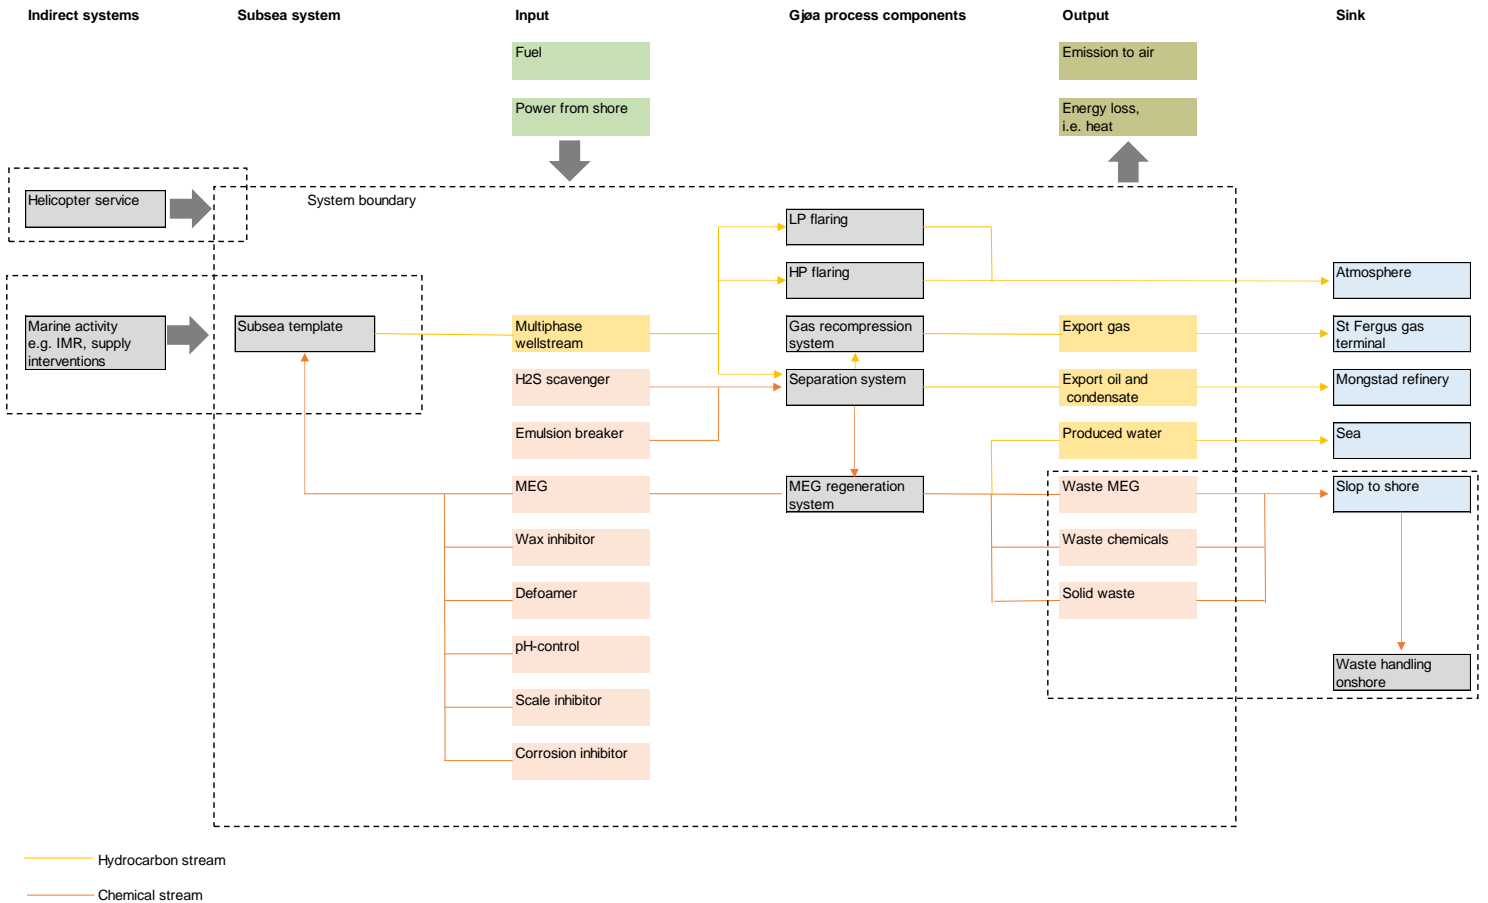 Indirect systems
Subsea system
Input
Gjøa process components
Output
Sink
Fuel
Emission to air
Power from shore
Energy loss,
i.e. heat
Helicopter service
System boundary
LP flaring
HP flaring
Atmosphere
Marine activity
e.g. IMR, supply
interventions
Subsea template
Multiphase
wellstream
Gas recompression
system
Export gas
St Fergus gas
terminal
H2S scavenger
Separation system
Export oil and
condensate
Mongstad refinery
Emulsion breaker
Produced water
Sea
MEG
MEG regeneration
system
Waste MEG
Slop to shore
Wax inhibitor
Waste chemicals
Defoamer
Solid waste
pH-control
Waste handling
onshore
Scale inhibitor
Corrosion inhibitor
Hydrocarbon stream
Chemical stream